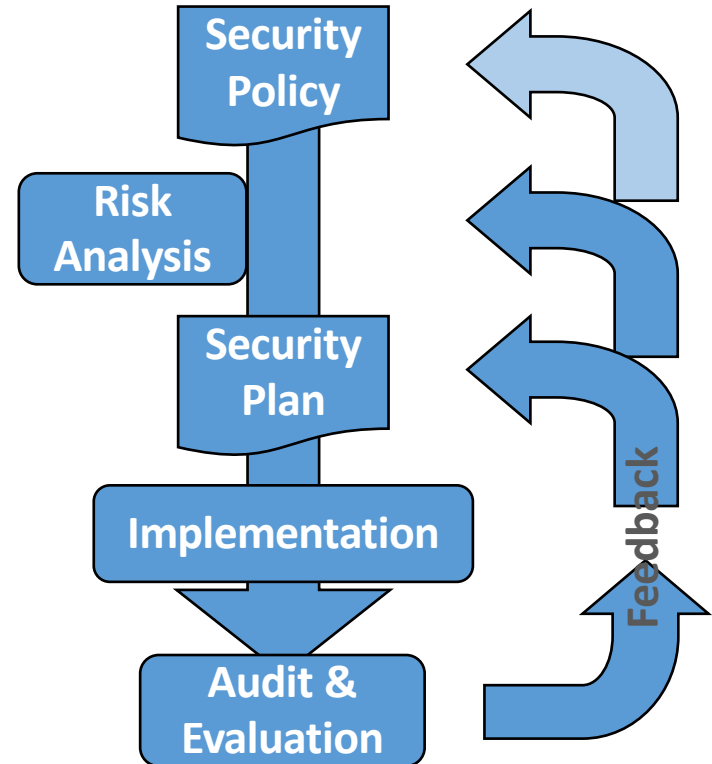 Security
Policy
Risk
Analysis
Security
Plan
Implementation
Audit &
Evaluation
Feedback